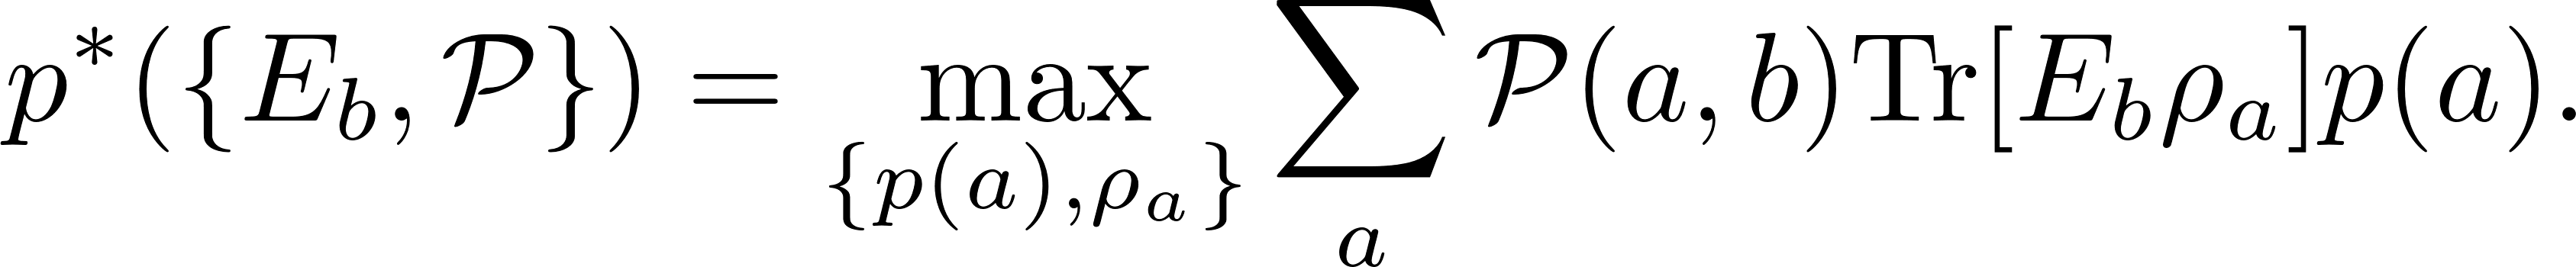 p^*(\{E_b, \mathcal{P}\}) = \max_{\{p(a), \rho_a\}} \sum_a \mathcal{P}(a, b) \mathrm{Tr}[E_b \rho_a] p(a).